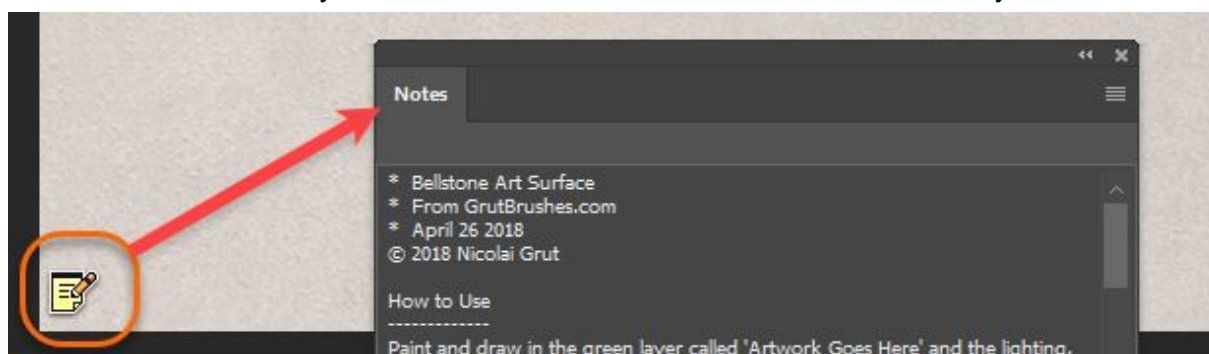 Notes
* Bellstone Art Surface
* From GrutBrushes.com
* April 26 2018
© 2018 Nicolai Grut
How to Use
-------------
Paint and draw in the green layer called 'Artwork Goes Here' and the lighting,